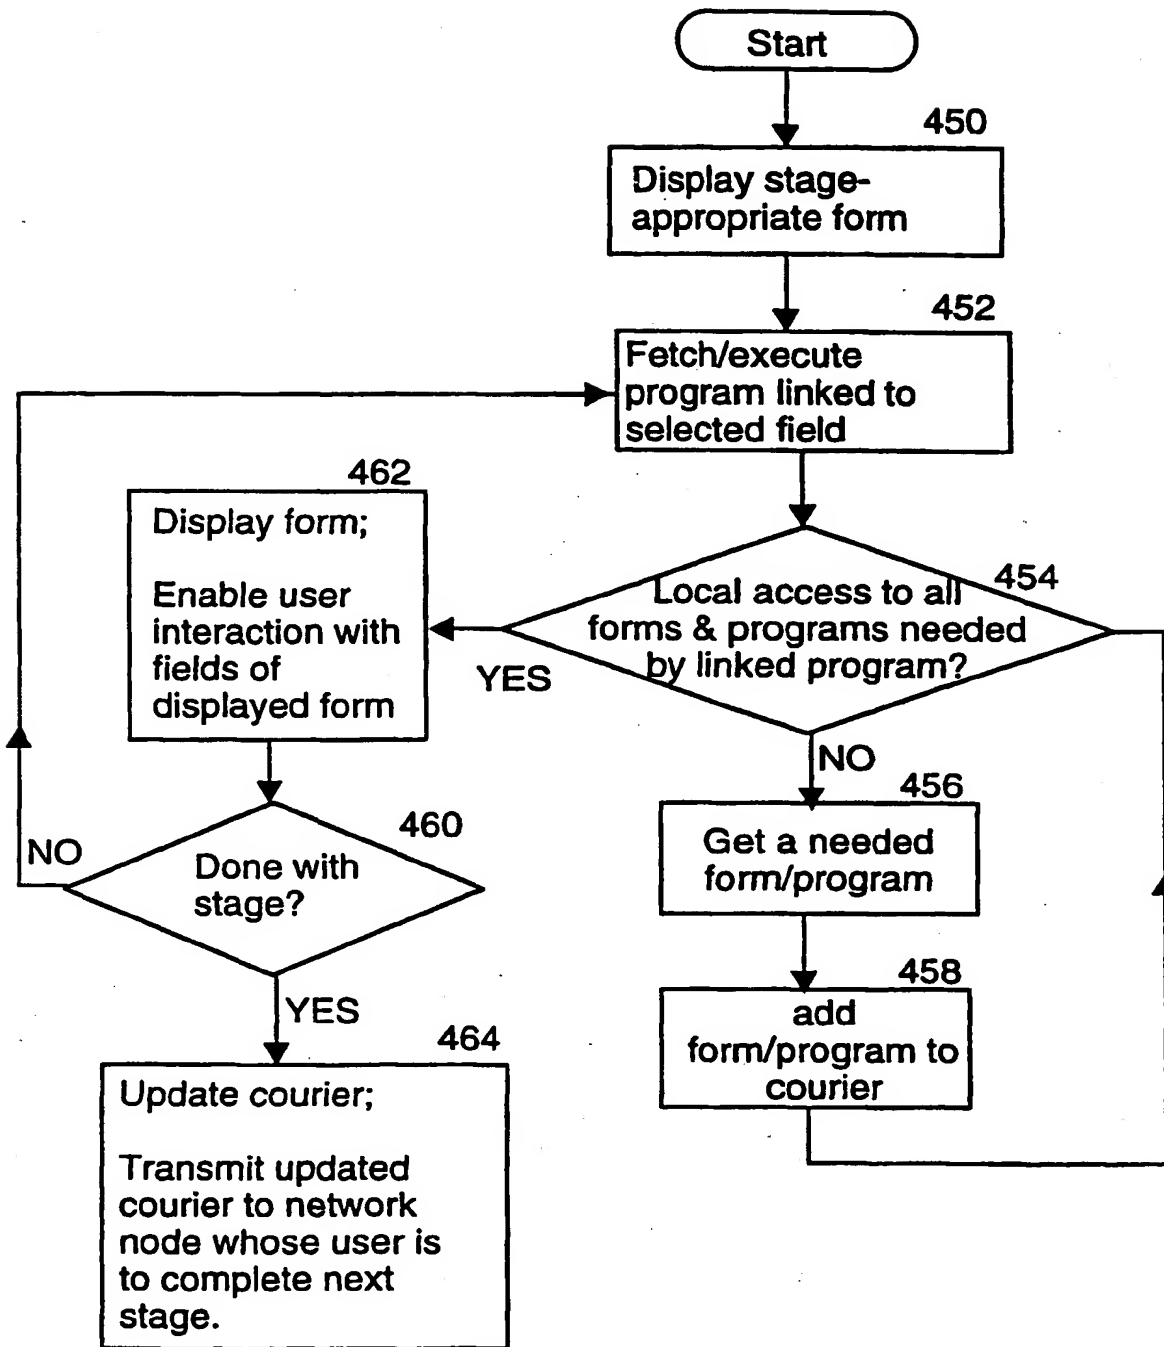 Start
450
Display stage-
appropriate form
452
Fetch/execute
program linked to
selected field
462
Display form;
Enable user
interaction with
fields of
displayed form
454
Local access to all
forms & programs needed
by linked program?
YES
NO
456
Get a needed
form/program
460
Done with
stage?
NO
458
add
form/program to
courier
YES
464
Update courier;
Transmit updated
courier to network
node whose user is
to complete next
stage.